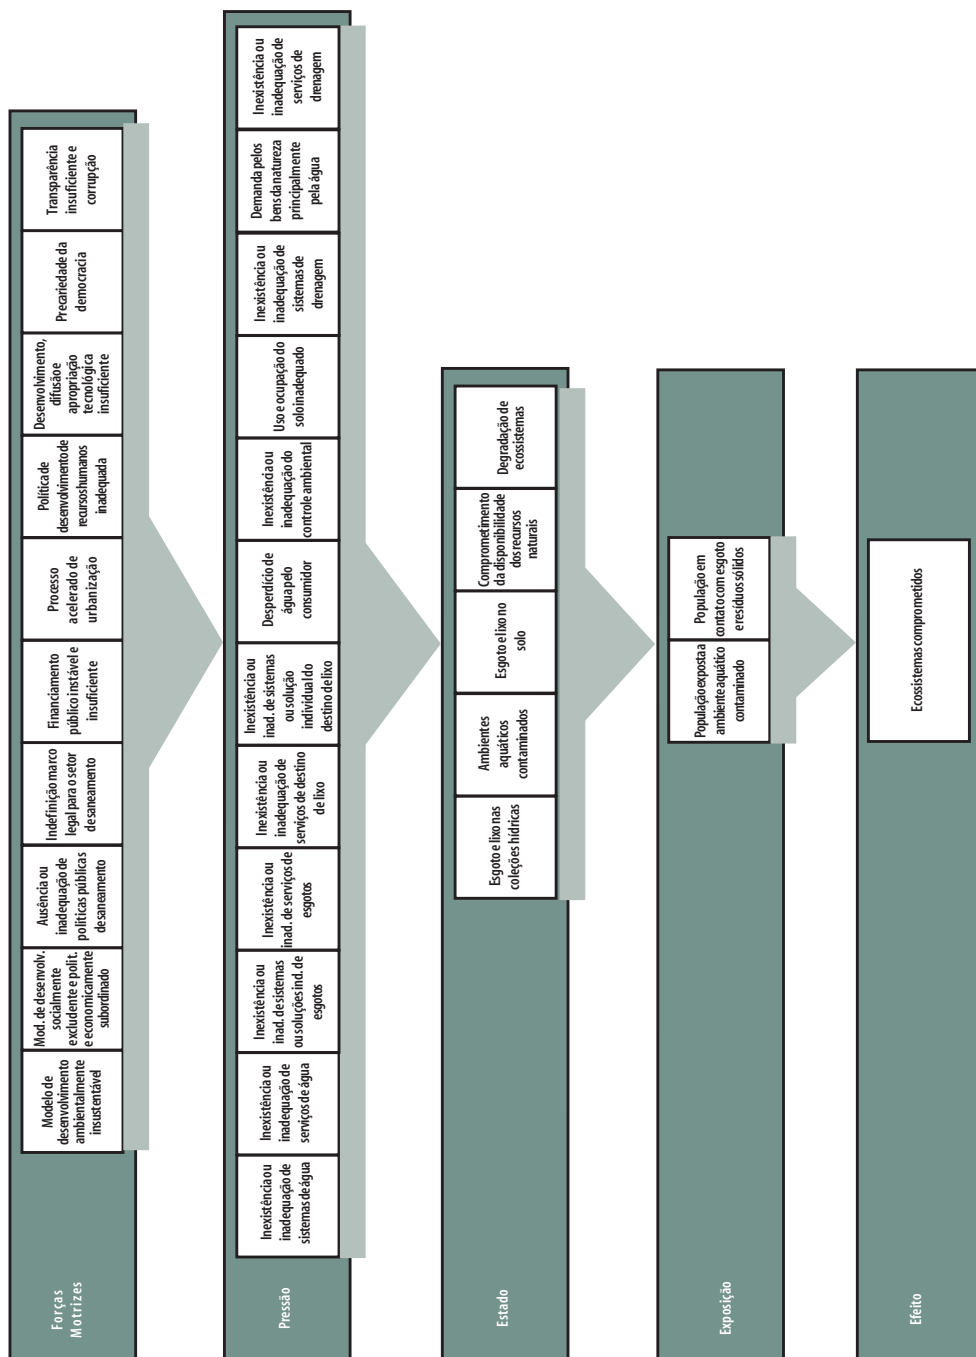 Forças
Motrizes
Modelo de
desenvolvimento
ambientalmente
insustentável
Mod. de desenvolv.
socialmente
excludente e polit.
e economicamente
subordinado
Ausência ou
inadequação de
políticas públicas
desaneamento
Indefinição marco
legal para o setor
desaneamento
Financiamento
público instável e
insuficiente
Processo
acelerado de
urbanização
Política de
desenvolvimento de
recursos humanos
inadequada
Desenvolvimento,
difusão e
apropriação
tecnológica
insuficiente
Precariedade da
democracia
Transparência
insuficiente e
corrupção
Pressão
Inexistência ou
inadequação de
sistemas de água
Inexistência ou
inadequação de
serviços de água
Inexistência ou
inad. de sistemas
ou soluções ind. de
esgotos
Inexistência ou
inad. de serviços de
esgotos
Inexistência ou
inadequação de
serviços de destino
de lixo
Inexistência ou
inad. de sistemas
ou solução
individual do
destino de lixo
Desperdício de
água pelo
consumidor
Inexistência ou
inadequação do
controle ambiental
Uso e ocupação do
solo inadequado
Inexistência ou
inadequação de
sistemas de
drenagem
Demanda pelos
bens da natureza
principalmente
pela água
Inexistência ou
inadequação de
serviços de
drenagem
Estado
Esgoto e lixo nas
coleções hídricas
Ambientes
aquáticos
contaminados
Esgoto e lixo no
solo
Comprometimento
da disponibilidade
dos recursos
naturais
Degradação de
ecossistemas
Exposição
População exposta a
ambiente aquático
contaminado
População em
contato com esgoto
e resíduos sólidos
Efeito
Ecossistemas comprometidos